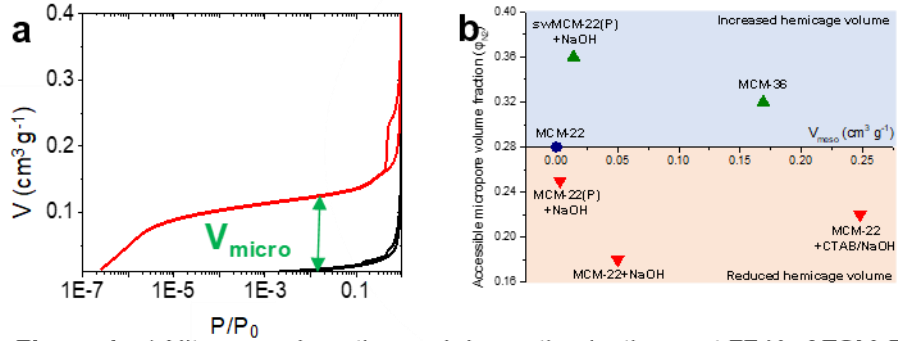 a
V (cm³ g⁻¹)
0.4
0.3
0.2
0.1
V micro
1E-7
1E-5
1E-3
0.1
P/P₀
b
Accessible micropore volume fraction (φN2)
0.40
0.36
0.32
0.28
0.24
0.20
0.16
Increased hemicage volume
swMCM-22(P)
+NaOH
MCM-36
MCM-22
Vmeso (cm³ g⁻¹)
0.00
0.05
0.10
0.15
0.20
0.25
MCM-22(P)
+NaOH
MCM-22+NaOH
MCM-22
+CTAB/NaOH
Reduced hemicage volume